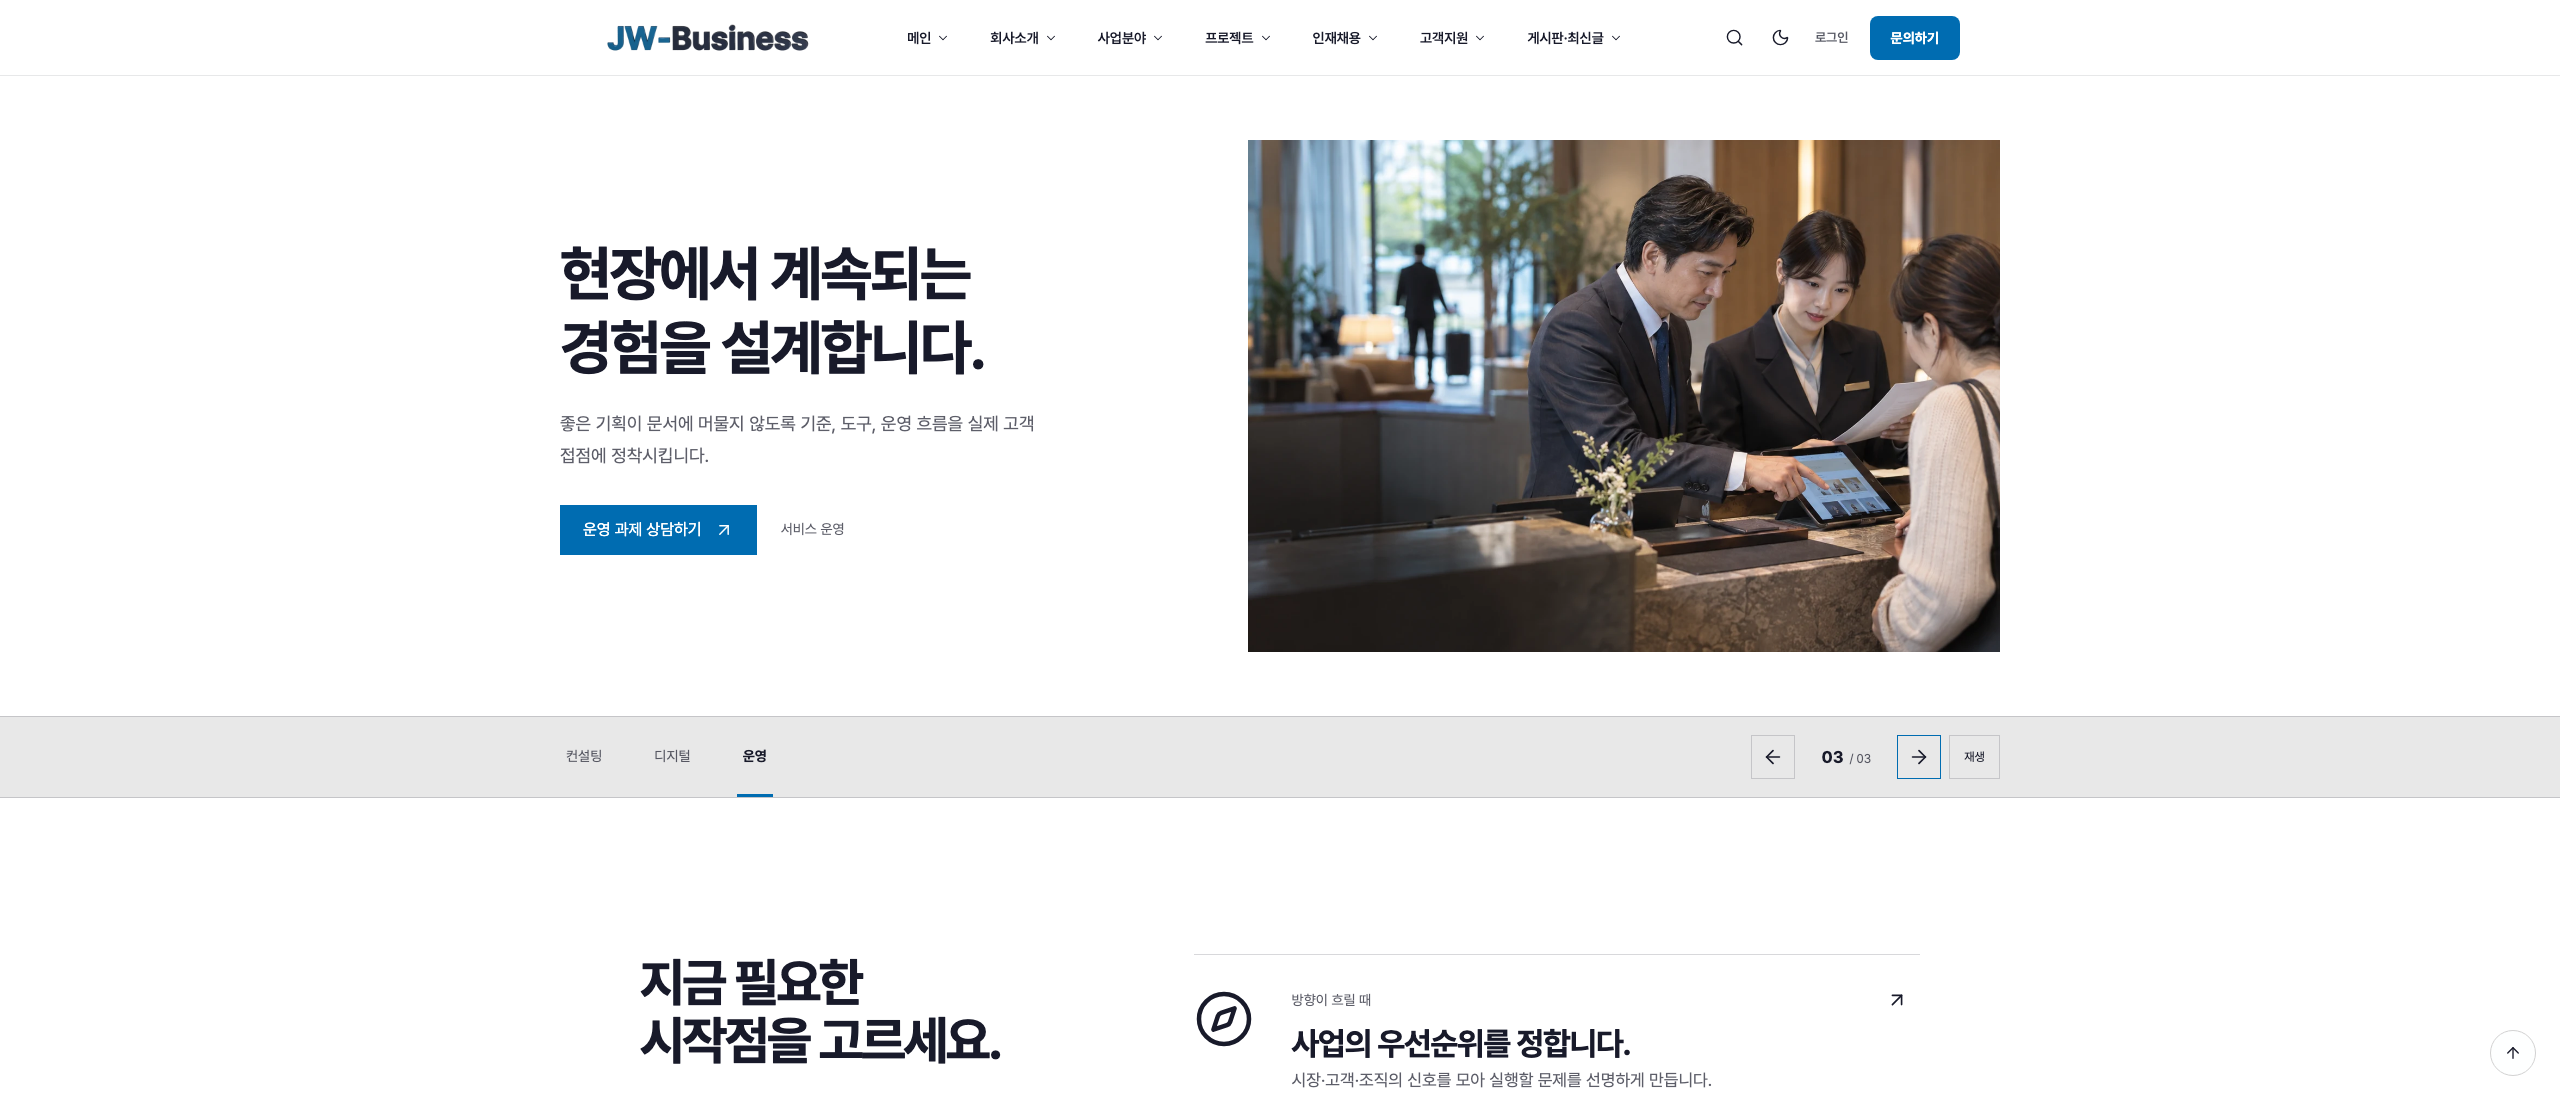 JW-Business
메인
회사소개
사업분야
프로젝트
인재채용
고객지원
게시판·최신글
로그인
문의하기
현장에서 계속되는
경험을 설계합니다.
좋은 기획이 문서에 머물지 않도록 기준, 도구, 운영 흐름을 실제 고객
접점에 정착시킵니다.
운영 과제 상담하기
서비스 운영
컨설팅
디지털
운영
03 / 03
재생
지금 필요한
시작점을 고르세요.
방향이 흐릴 때
사업의 우선순위를 정합니다.
시장·고객·조직의 신호를 모아 실행할 문제를 선명하게 만듭니다.